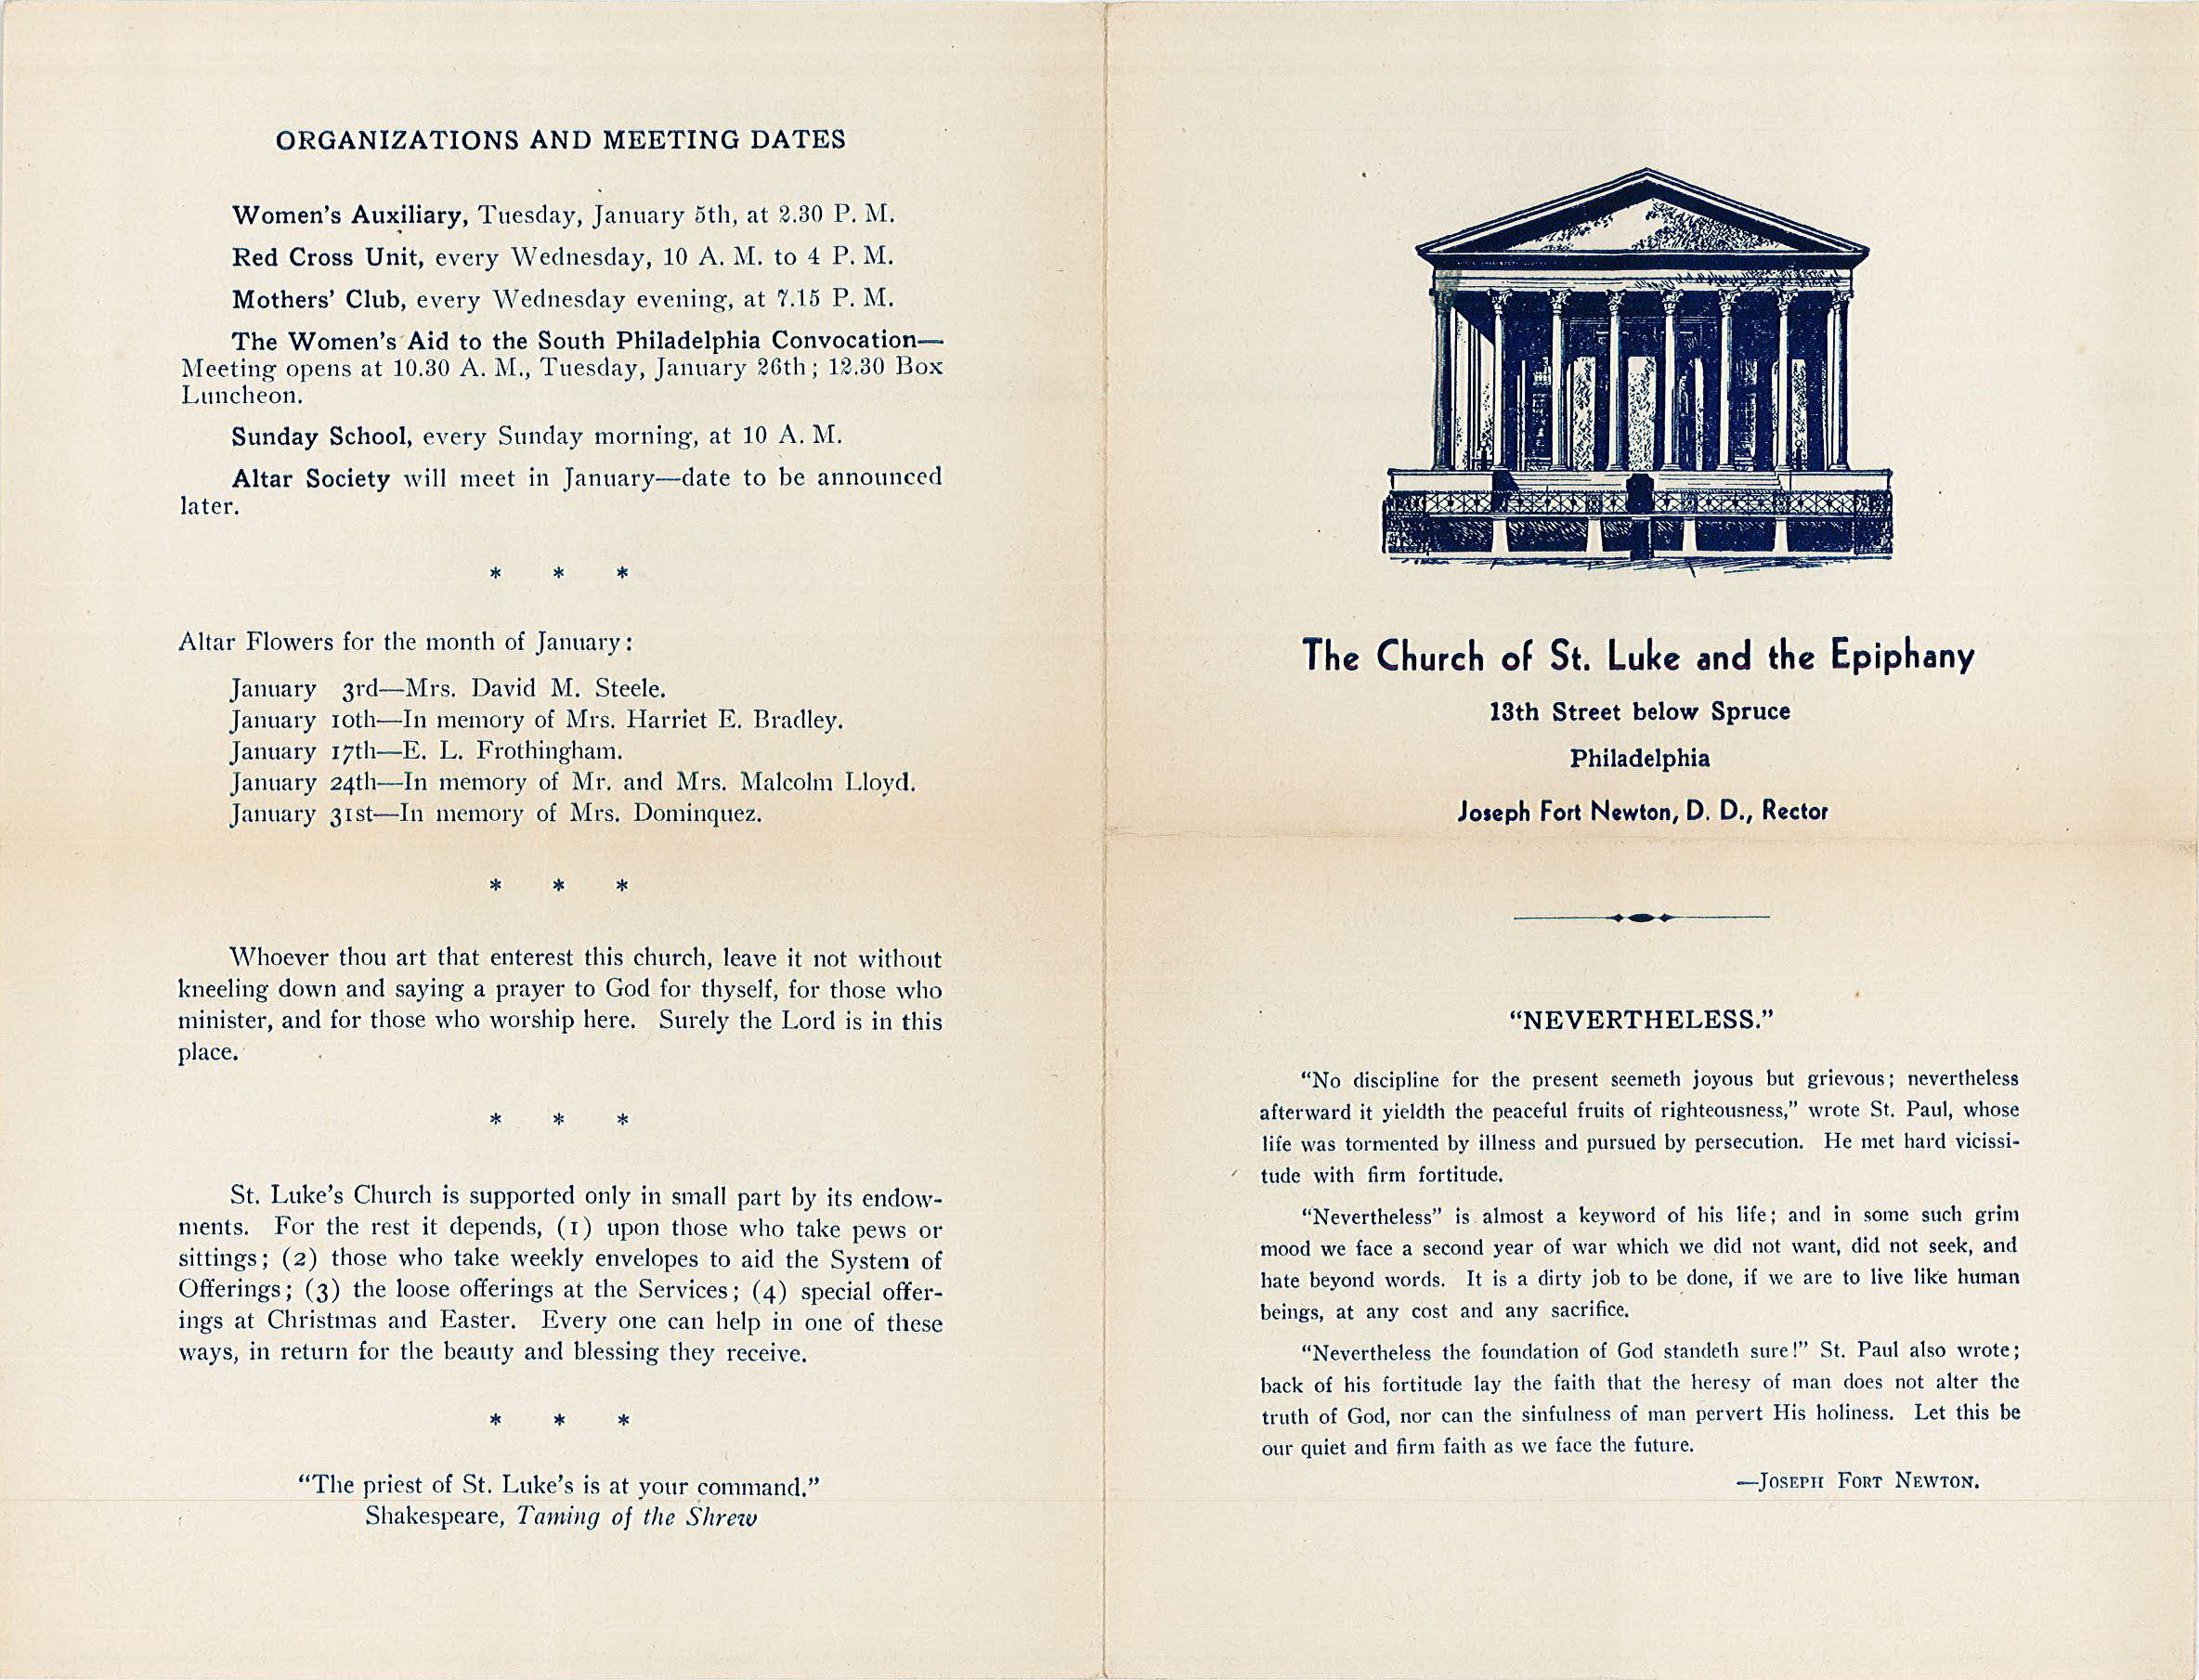 ORGANIZATIONS AND MEETING DATES
Women's Auxiliary, Tuesday, January 5th, at 2.30 P. M.
Red Cross Unit, every Wednesday, 10 A. M. to 4 P. M.
Mothers' Club, every Wednesday evening, at 7.15 P. M.
The Women's Aid to the South Philadelphia Convocation—
Meeting opens at 10.30 A. M., Tuesday, January 26th; 12.30 Box
Luncheon.
Sunday School, every Sunday morning, at 10 A. M.
Altar Society will meet in January—date to be announced
later.
* * *
Altar Flowers for the month of January:
January 3rd—Mrs. David M. Steele.
January 10th—In memory of Mrs. Harriet E. Bradley.
January 17th—E. L. Frothingham.
January 24th—In memory of Mr. and Mrs. Malcolm Lloyd.
January 31st—In memory of Mrs. Dominquez.
* * *
Whoever thou art that enterest this church, leave it not without
kneeling down and saying a prayer to God for thyself, for those who
minister, and for those who worship here. Surely the Lord is in this
place.
* * *
St. Luke's Church is supported only in small part by its endow-
ments. For the rest it depends, (1) upon those who take pews or
sittings; (2) those who take weekly envelopes to aid the System of
Offerings; (3) the loose offerings at the Services; (4) special offer-
ings at Christmas and Easter. Every one can help in one of these
ways, in return for the beauty and blessing they receive.
* * *
"The priest of St. Luke's is at your command."
Shakespeare, Taming of the Shrew
The Church of St. Luke and the Epiphany
13th Street below Spruce
Philadelphia
Joseph Fort Newton, D. D., Rector
"NEVERTHELESS."
"No discipline for the present seemeth joyous but grievous; nevertheless
afterward it yieldth the peaceful fruits of righteousness," wrote St. Paul, whose
life was tormented by illness and pursued by persecution. He met hard vicissi-
tude with firm fortitude.
"Nevertheless" is almost a keyword of his life; and in some such grim
mood we face a second year of war which we did not want, did not seek, and
hate beyond words. It is a dirty job to be done, if we are to live like human
beings, at any cost and any sacrifice.
"Nevertheless the foundation of God standeth sure!" St. Paul also wrote;
back of his fortitude lay the faith that the heresy of man does not alter the
truth of God, nor can the sinfulness of man pervert His holiness. Let this be
our quiet and firm faith as we face the future.
—JOSEPH FORT NEWTON.